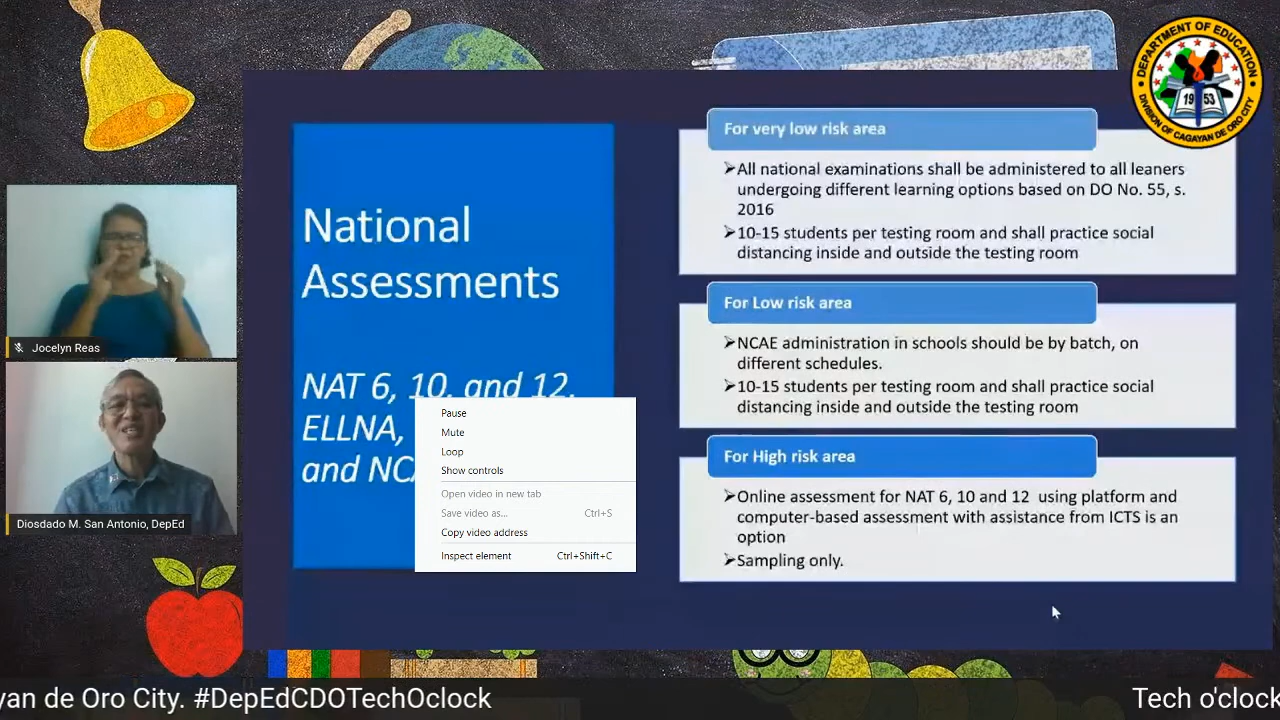 DEPARTMENT OF EDUCATION
1953
DIVISION OF CAGAYAN DE ORO CITY
National
Assessments
NAT 6, 10, and 12,
ELLNA,
and
For very low risk area
➢All national examinations shall be administered to all leaners
undergoing different learning options based on DO No. 55, s.
2016
➢10-15 students per testing room and shall practice social
distancing inside and outside the testing room
For Low risk area
➢NCAE administration in schools should be by batch, on
different schedules.
➢10-15 students per testing room and shall practice social
distancing inside and outside the testing room
For High risk area
➢Online assessment for NAT 6, 10 and 12 using platform and
computer-based assessment with assistance from ICTS is an
option
➢Sampling only.
Jocelyn Reas
Diosdado M. San Antonio, DepEd
Pause
Mute
Loop
Show controls
Open video in new tab
Save video as... Ctrl+S
Copy video address
Inspect element Ctrl+Shift+C
yan de Oro City. #DepEdCDOTechOclock
Tech o'clock